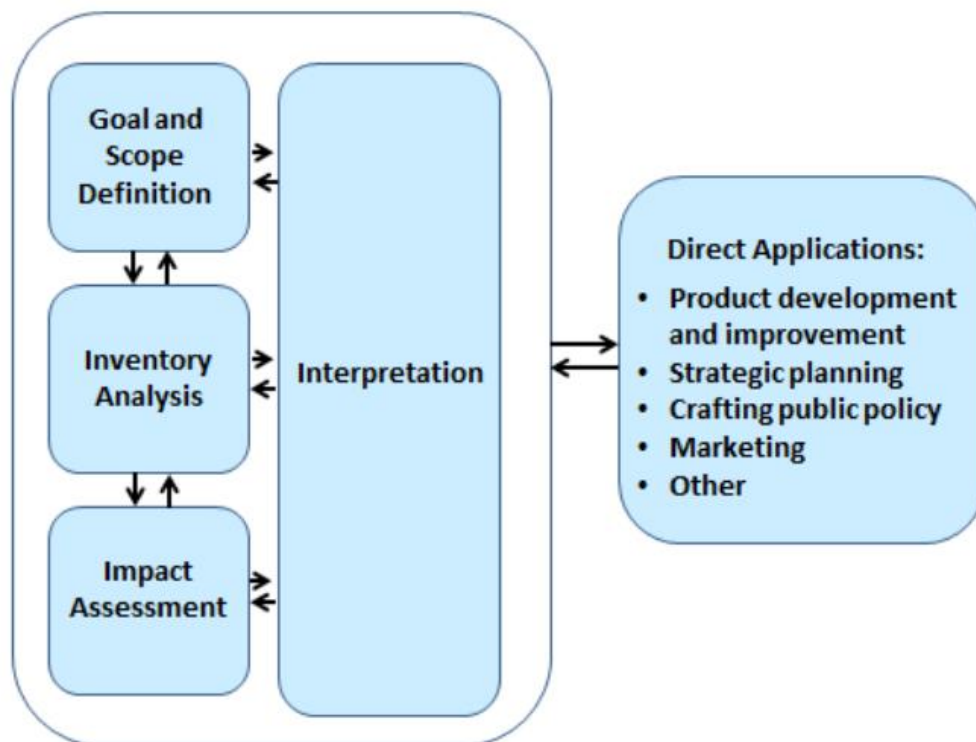 Goal and
Scope
Definition
Inventory
Analysis
Impact
Assessment
Interpretation
Direct Applications:
• Product development
and improvement
• Strategic planning
• Crafting public policy
• Marketing
• Other